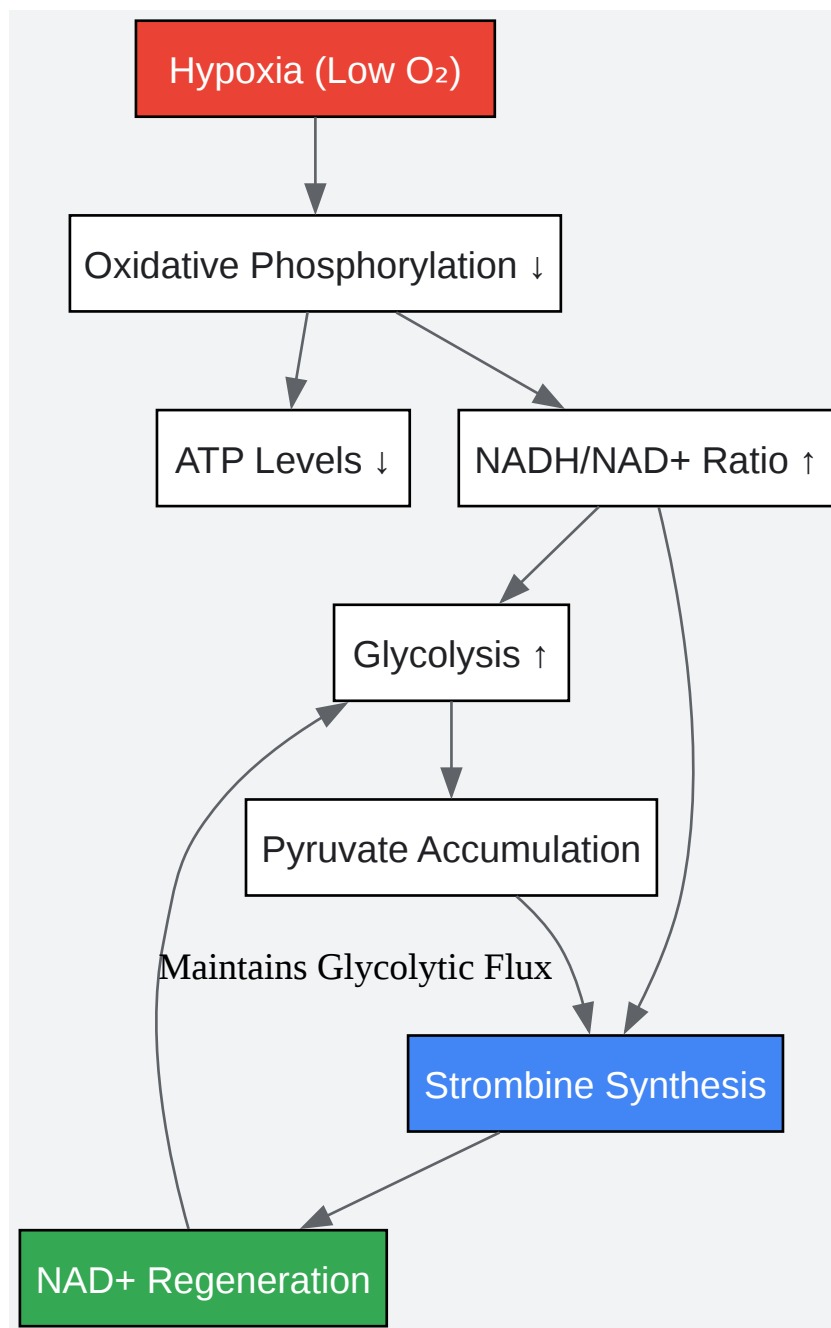 Hypoxia (Low O₂)
Oxidative Phosphorylation ↓
ATP Levels ↓
NADH/NAD+ Ratio ↑
Glycolysis ↑
Pyruvate Accumulation
Maintains Glycolytic Flux
Strombine Synthesis
NAD+ Regeneration